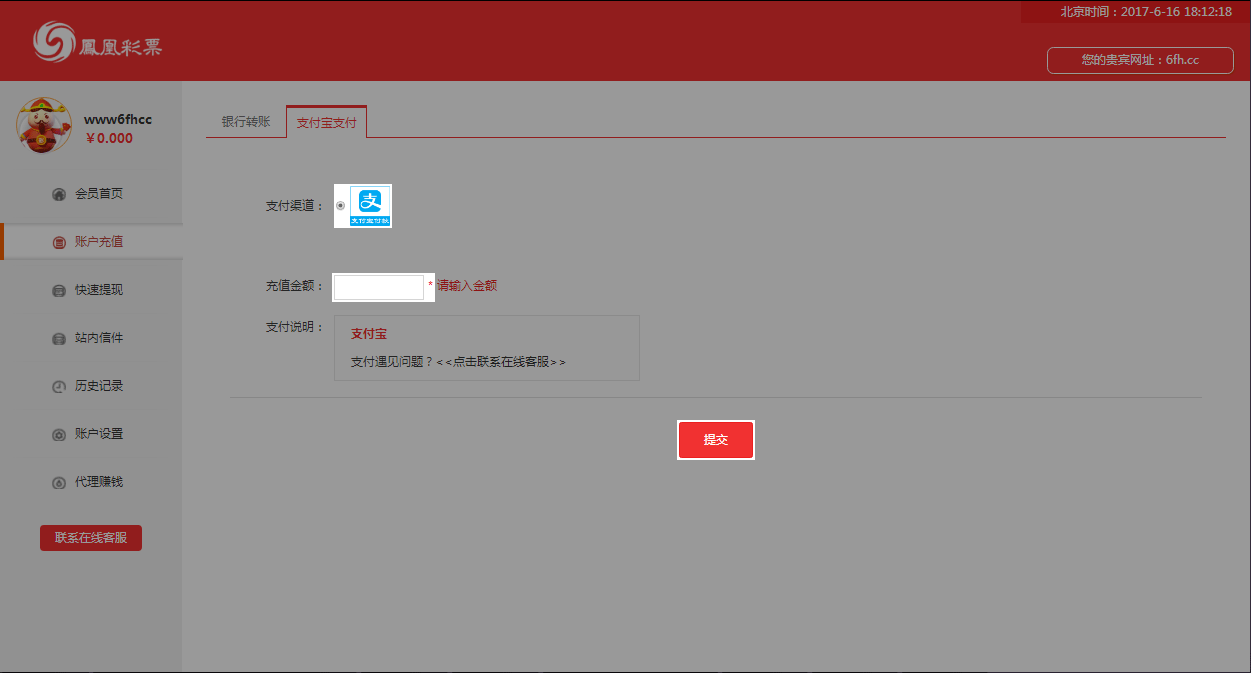 北京时间：2017-6-16 18:12:18
鳳凰彩票
您的贵宾网址：6fh.cc
www6fhcc
￥0.000
银行转账
支付宝支付
会员首页
支付渠道：
支
支付宝付款
账户充值
充值金额：
* 请输入金额
快速提现
支付说明：
支付宝
站内信件
支付遇见问题？<<点击联系在线客服>>
历史记录
账户设置
提交
代理赚钱
联系在线客服